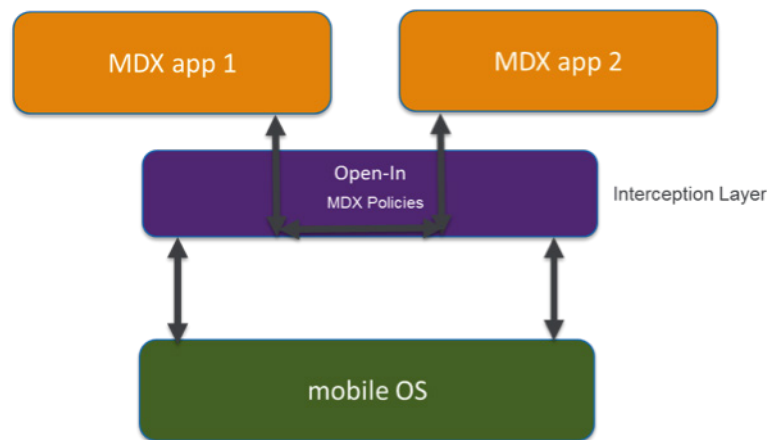 MDX app 1
MDX app 2
Open-In
MDX Policies
Interception Layer
mobile OS